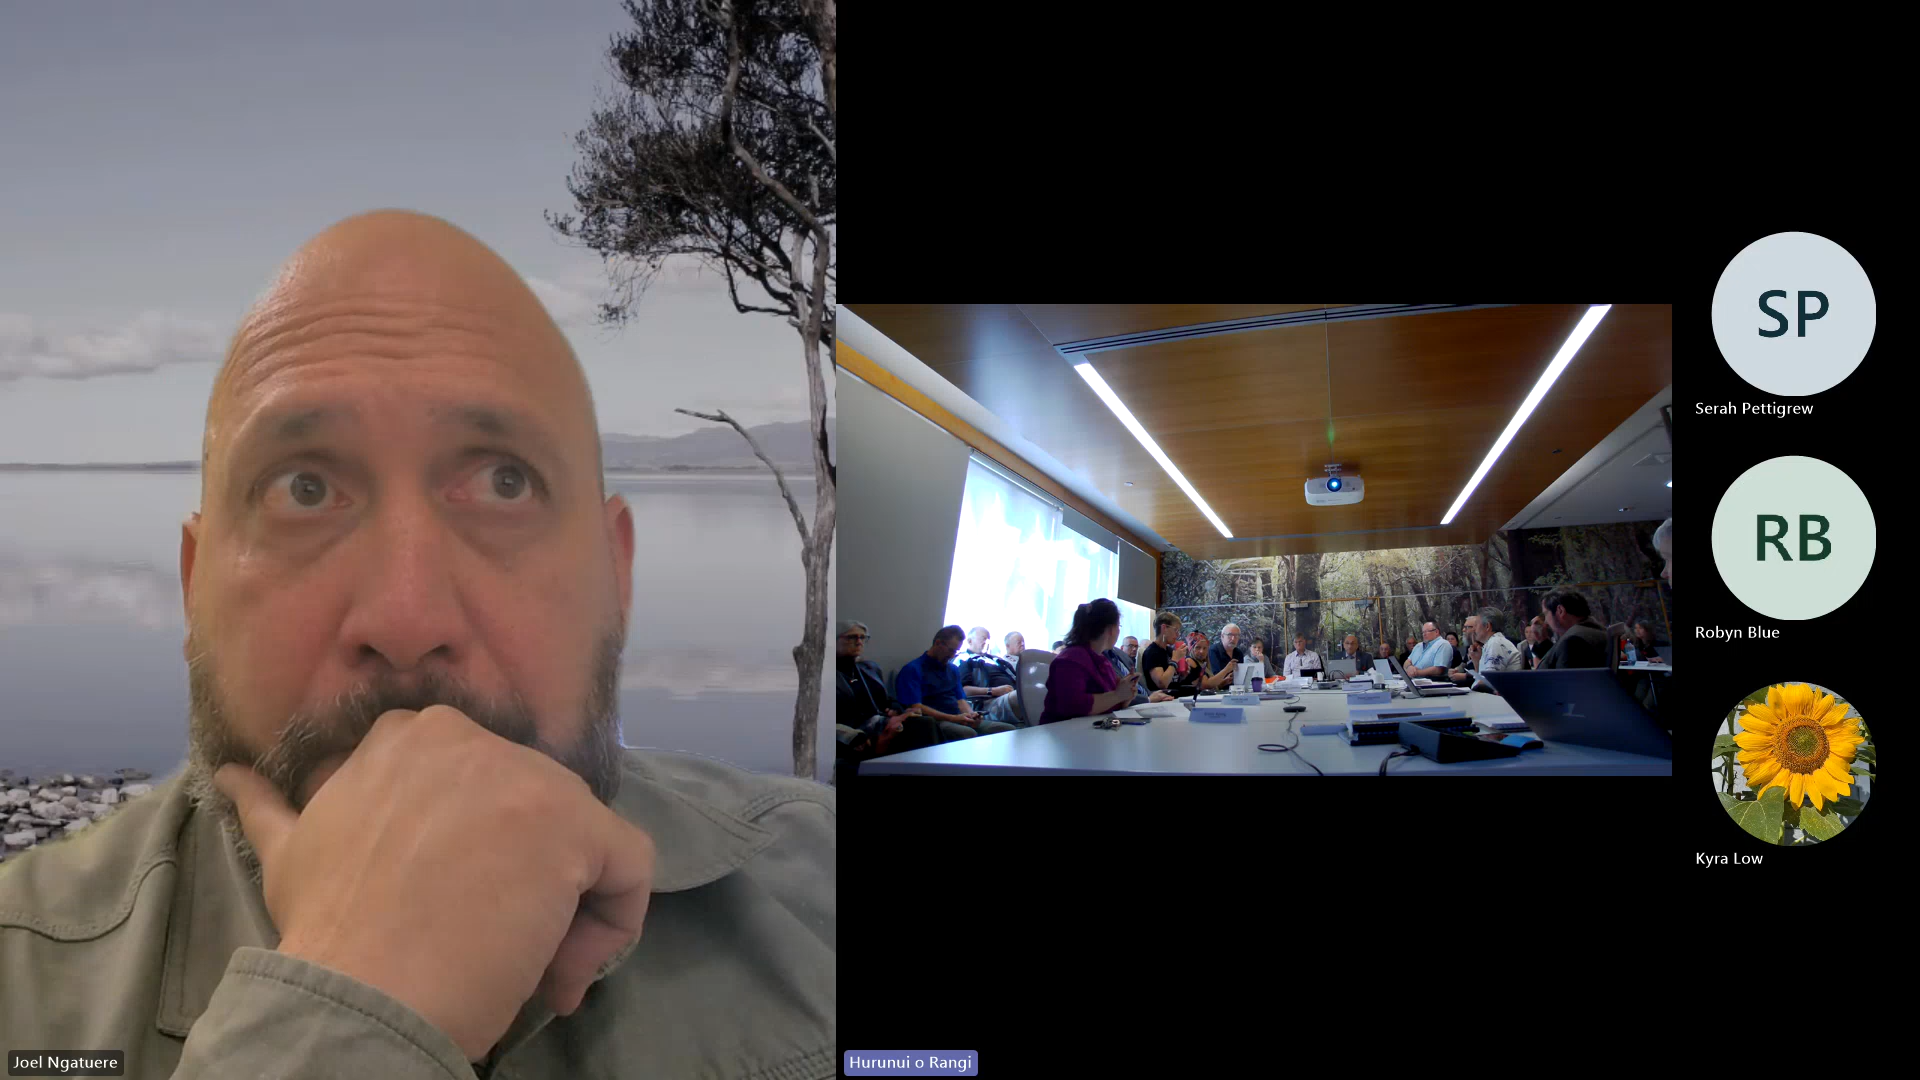 SP
Serah Pettigrew
RB
Robyn Blue
Kyra Low
Joel Ngatuere
Hurunui o Rangi